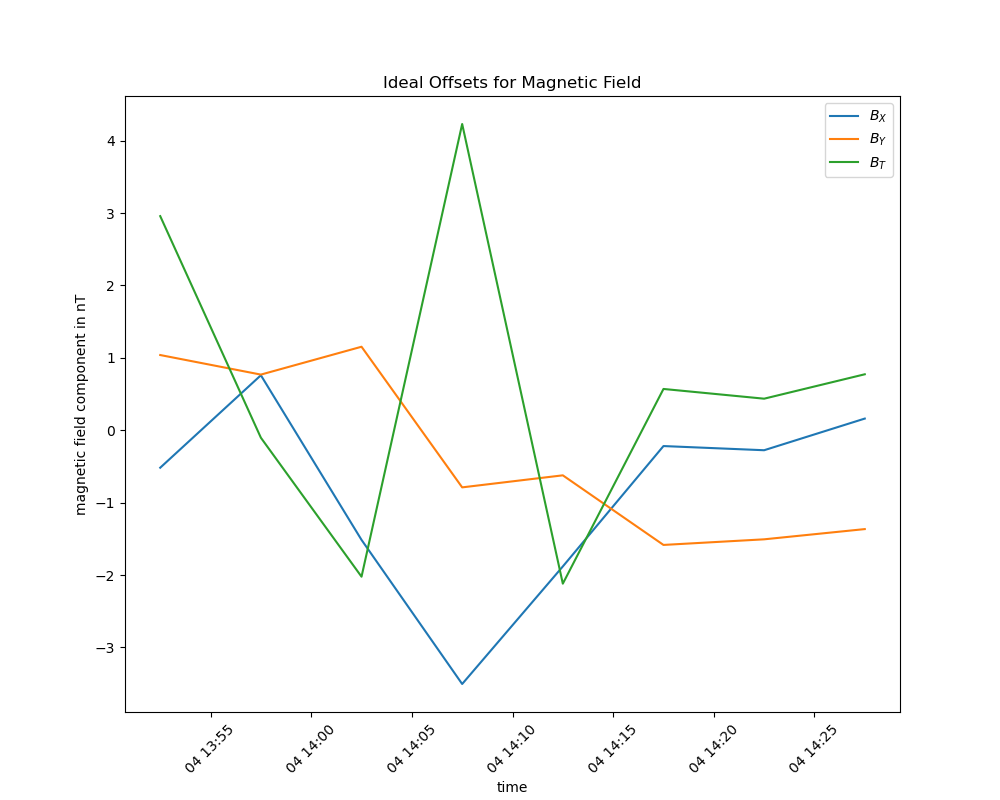 Ideal Offsets for Magnetic Field
B_X
B_Y
B_T
magnetic field component in nT
4
3
2
1
0
−1
−2
−3
04 13:55
04 14:00
04 14:05
04 14:10
04 14:15
04 14:20
04 14:25
time